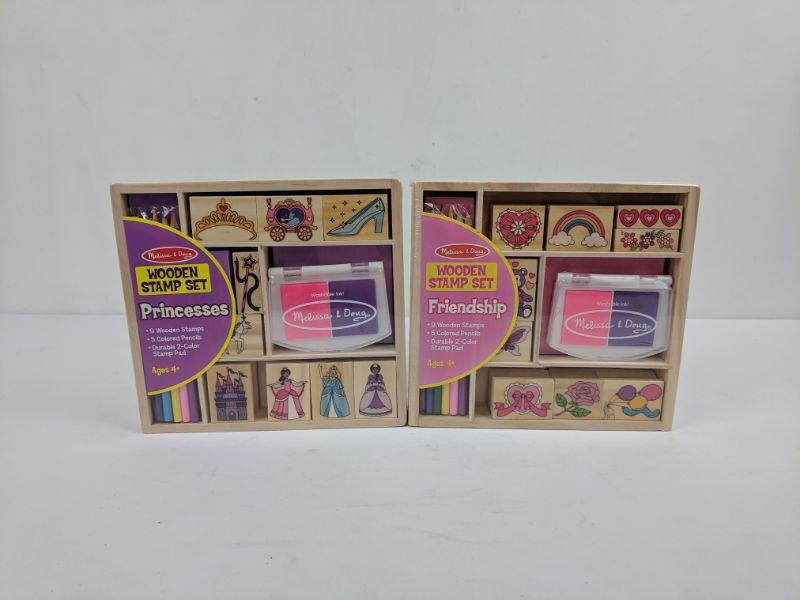 Melissa & Doug
WOODEN
STAMP SET
Princesses
• 9 Wooden Stamps
• 5 Colored Pencils
• Durable 2-Color
Stamp Pad
Ages 4+
Washable Ink!
Melissa & Doug
Melissa & Doug
WOODEN
STAMP SET
Friendship
• 9 Wooden Stamps
• 5 Colored Pencils
• Durable 2-Color
Stamp Pad
Ages 4+
Washable Ink!
Melissa & Doug